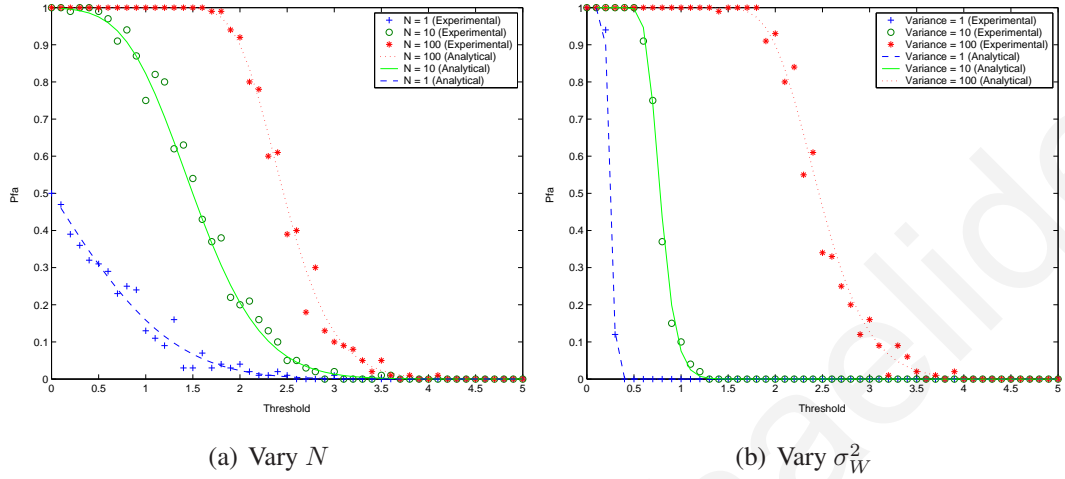 1
0.9
0.8
0.7
0.6
0.5
0.4
0.3
0.2
0.1
0
Pfa
0 0.5 1 1.5 2 2.5 3 3.5 4 4.5 5
Threshold
N = 1 (Experimental)
N = 10 (Experimental)
N = 100 (Experimental)
N = 100 (Analytical)
N = 10 (Analytical)
N = 1 (Analytical)
(a) Vary N
1
0.9
0.8
0.7
0.6
0.5
0.4
0.3
0.2
0.1
0
Pfa
0 0.5 1 1.5 2 2.5 3 3.5 4 4.5 5
Threshold
Variance = 1 (Experimental)
Variance = 10 (Experimental)
Variance = 100 (Experimental)
Variance = 1 (Analytical)
Variance = 10 (Analytical)
Variance = 100 (Analytical)
(b) Vary σ²_W
aelid